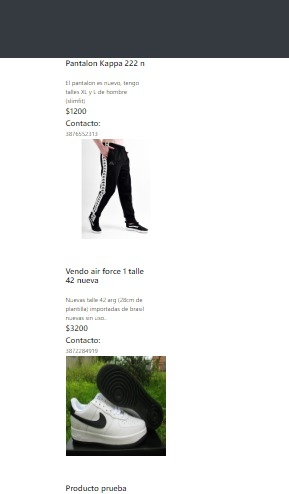 Pantalon Kappa 222 n
El pantalon es nuevo, tengo
talles XL y L de hombre
(slimfit)
$1200
Contacto:
3876552313
Vendo air force 1 talle
42 nueva
Nuevas talle 42 arg (28cm de
plantilla) importadas de brasil
nuevas sin uso..
$3200
Contacto:
3872284919
Producto prueba